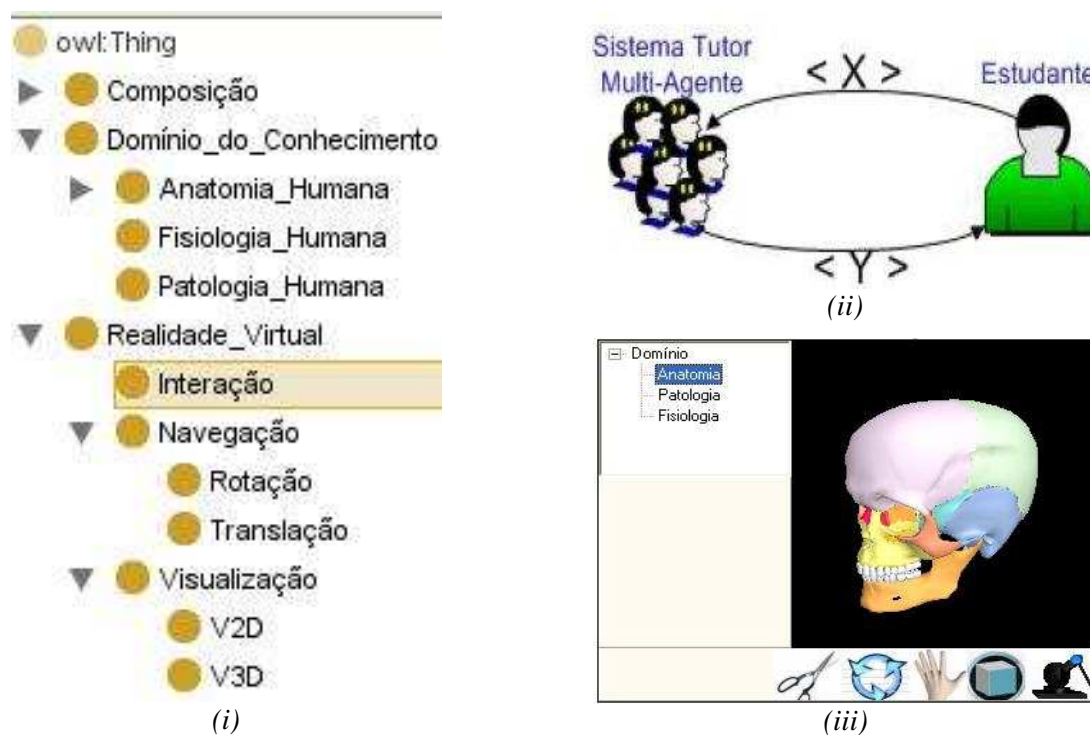 owl:Thing
Composição
Domínio_do_Conhecimento
Anatomia_Humana
Fisiologia_Humana
Patologia_Humana
Realidade_Virtual
Interação
Navegação
Rotação
Translação
Visualização
V2D
V3D
(i)
Sistema Tutor
Multi-Agente
< X >
Estudante
< Y >
(ii)
Domínio
Anatomia
Patologia
Fisiologia
(iii)